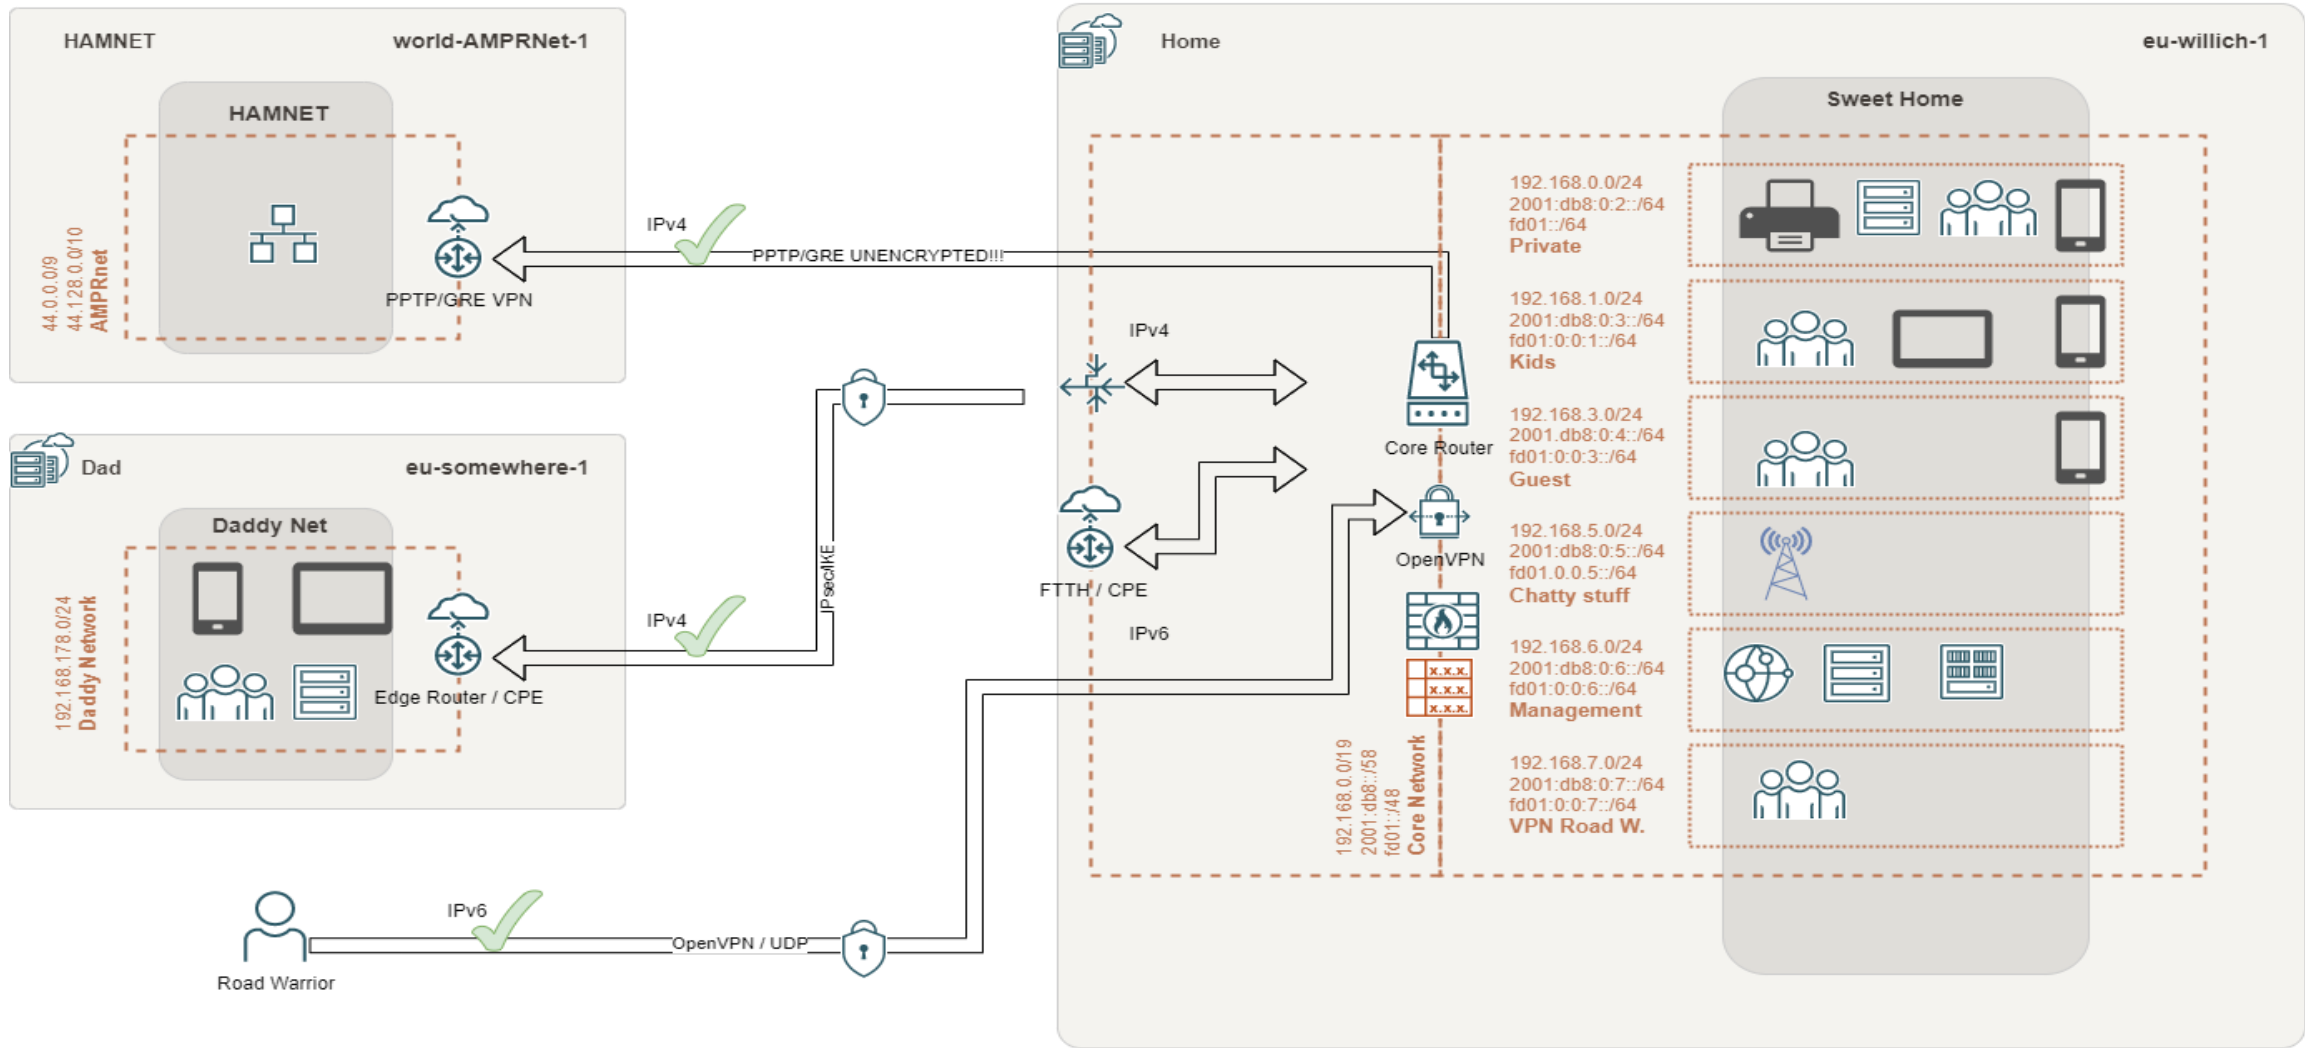 HAMNET
world-AMPRNet-1
HAMNET
44.0.0.0/9
44.128.0.0/10
AMPRnet
PPTP/GRE VPN
IPv4
PPTP/GRE UNENCRYPTED!!!
Dad
eu-somewhere-1
Daddy Net
192.168.178.0/24
Daddy Network
Edge Router / CPE
IPv4
IPsec/IKE
Road Warrior
IPv6
OpenVPN / UDP
Home
eu-willich-1
Sweet Home
IPv4
Core Router
FTTH / CPE
IPv6
OpenVPN
x.x.x.
x.x.x.
x.x.x.
192.168.0.0/19
2001:db8::/58
fd01::/48
Core Network
192.168.0.0/24
2001:db8:0:2::/64
fd01::/64
Private
192.168.1.0/24
2001:db8:0:3::/64
fd01:0:0:1::/64
Kids
192.168.3.0/24
2001.db8:0:4::/64
fd01:0:0:3::/64
Guest
192.168.5.0/24
2001:db8:0:5::/64
fd01.0.0.5::/64
Chatty stuff
192.168.6.0/24
2001:db8:0:6::/64
fd01:0:0:6::/64
Management
192.168.7.0/24
2001:db8:0:7::/64
fd01:0:0:7::/64
VPN Road W.